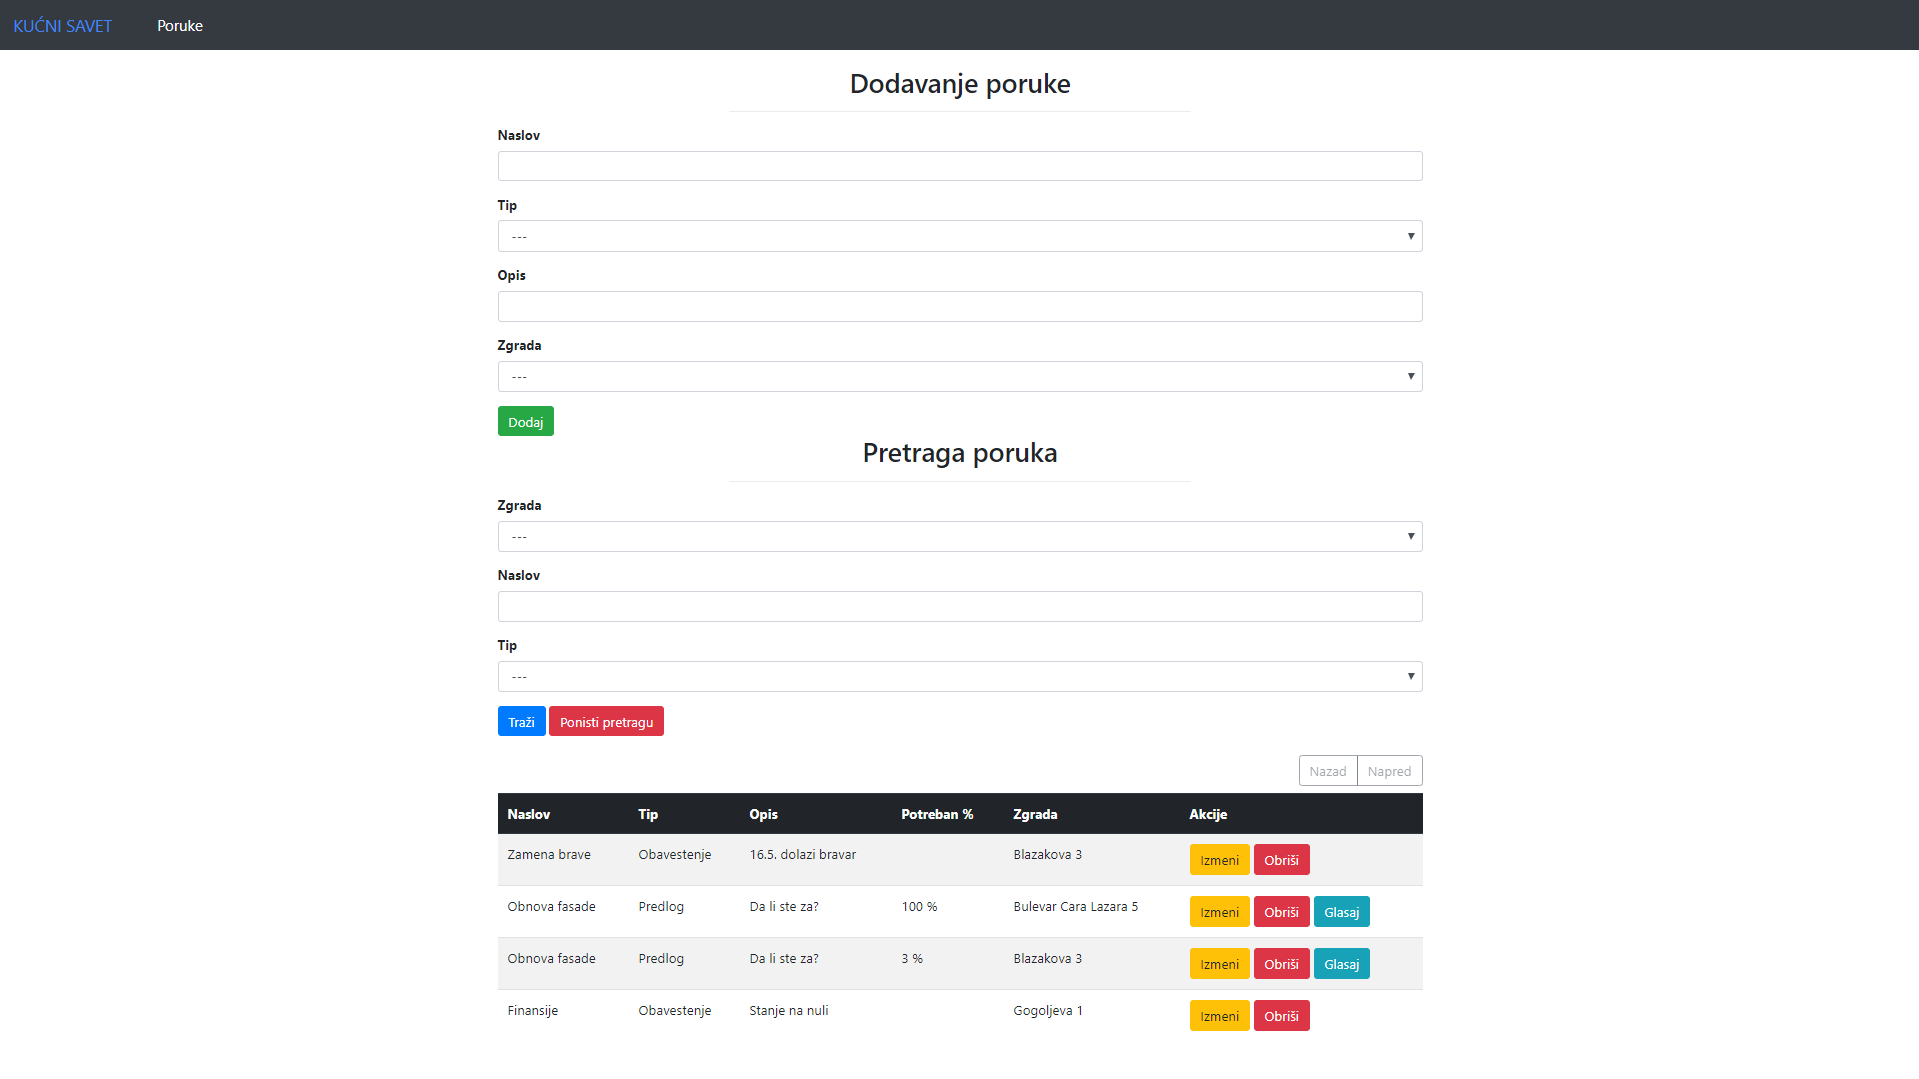 KUĆNI SAVET Poruke
Dodavanje poruke
Naslov
Tip
---
Opis
Zgrada
---
Dodaj
Pretraga poruka
Zgrada
---
Naslov
Tip
---
Traži Ponisti pretragu
Nazad Napred
Naslov Tip Opis Potreban % Zgrada Akcije
Zamena brave Obavestenje 16.5. dolazi bravar Blazakova 3 Izmeni Obriši
Obnova fasade Predlog Da li ste za? 100 % Bulevar Cara Lazara 5 Izmeni Obriši Glasaj
Obnova fasade Predlog Da li ste za? 3 % Blazakova 3 Izmeni Obriši Glasaj
Finansije Obavestenje Stanje na nuli Gogoljeva 1 Izmeni Obriši